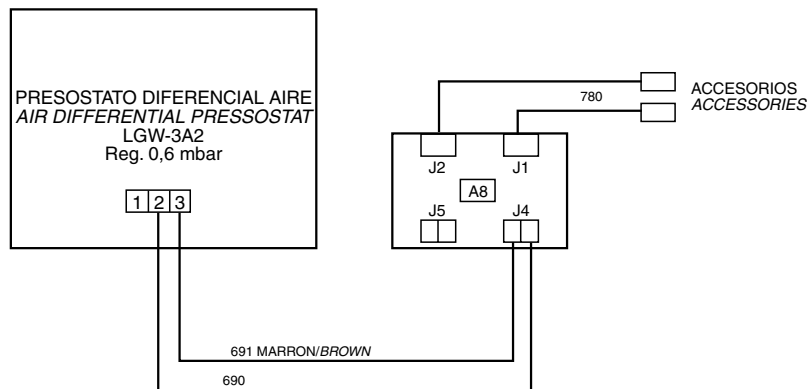 PRESOSTATO DIFERENCIAL AIRE
AIR DIFFERENTIAL PRESSOSTAT
LGW-3A2
Reg. 0,6 mbar
1 2 3
780
ACCESORIOS
ACCESSORIES
J2 J1
A8
J5 J4
691 MARRON/BROWN
690